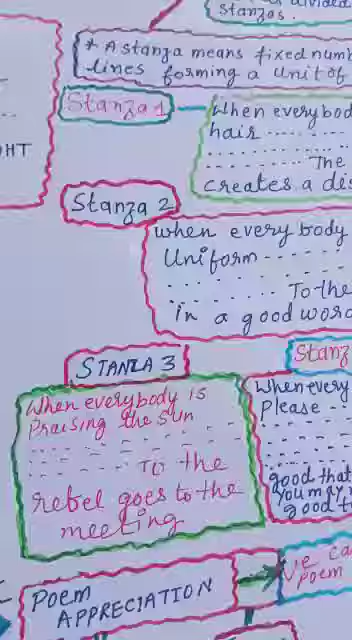 stanzas.
* A stanza means fixed numb
lines forming a Unit of
HT
Stanza 1
When everybod
hair ..........
.......... The
creates a dis
Stanza 2
when every body
Uniform - - - -
. . . . To the
in a good word
STANZA 3
When everybody is
Praising the sun
. . . . . To the
rebel goes to the
meeting
Stanz
When every
Please - -
good that
you may
good t
Poem
APPRECIATION
Poem